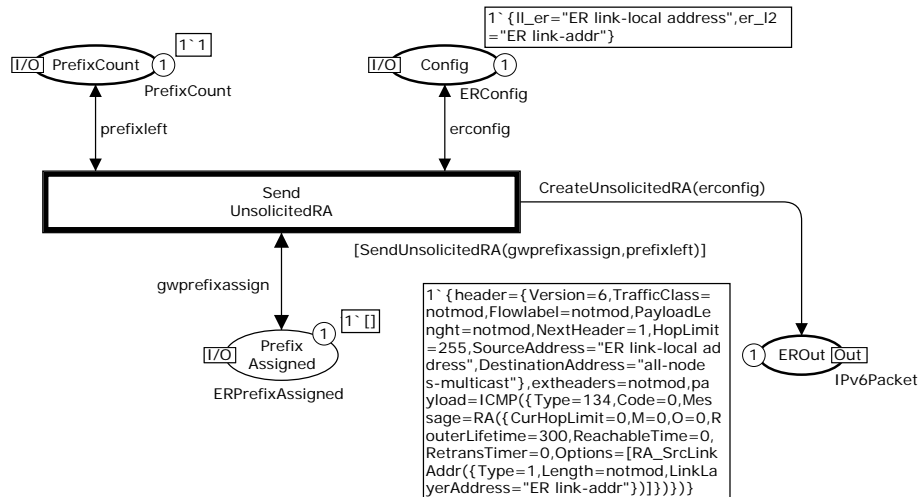 1`{ll_er="ER link-local address",er_l2
="ER link-addr"}
1`1
I/O PrefixCount 1
PrefixCount
I/O Config 1
ERConfig
prefixleft
erconfig
Send
UnsolicitedRA
CreateUnsolicitedRA(erconfig)
[SendUnsolicitedRA(gwprefixassign,prefixleft)]
gwprefixassign
1`[]
1
I/O
Prefix
Assigned
ERPrefixAssigned
1`{header={Version=6,TrafficClass=
notmod,Flowlabel=notmod,PayloadLe
nght=notmod,NextHeader=1,HopLimit
=255,SourceAddress="ER link-local ad
dress",DestinationAddress="all-node
s-multicast"},extheaders=notmod,pa
yload=ICMP({Type=134,Code=0,Mes
sage=RA({CurHopLimit=0,M=0,O=0,R
outerLifetime=300,ReachableTime=0,
RetransTimer=0,Options=[RA_SrcLink
Addr({Type=1,Length=notmod,LinkLa
yerAddress="ER link-addr"})]})})}
1 EROut Out
IPv6Packet